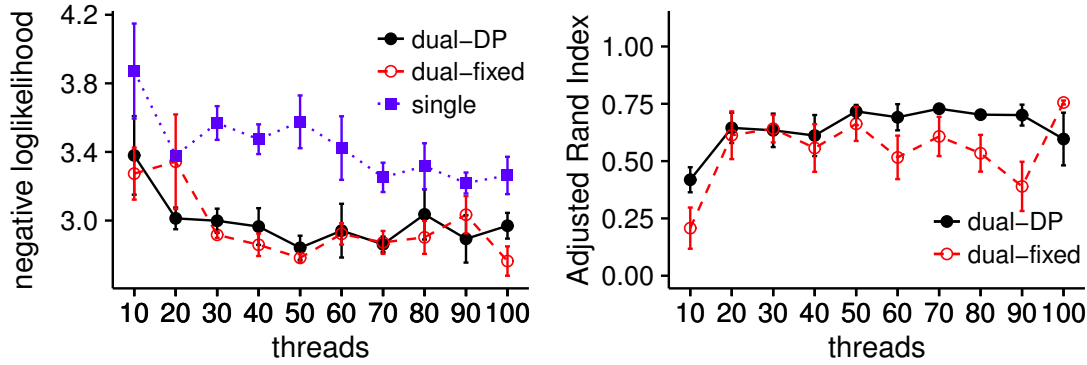 negative loglikelihood
4.2
3.8
3.4
3.0
dual−DP
dual−fixed
single
10 20 30 40 50 60 70 80 90 100
threads
Adjusted Rand Index
1.00
0.75
0.50
0.25
0.00
dual−DP
dual−fixed
10 20 30 40 50 60 70 80 90 100
threads